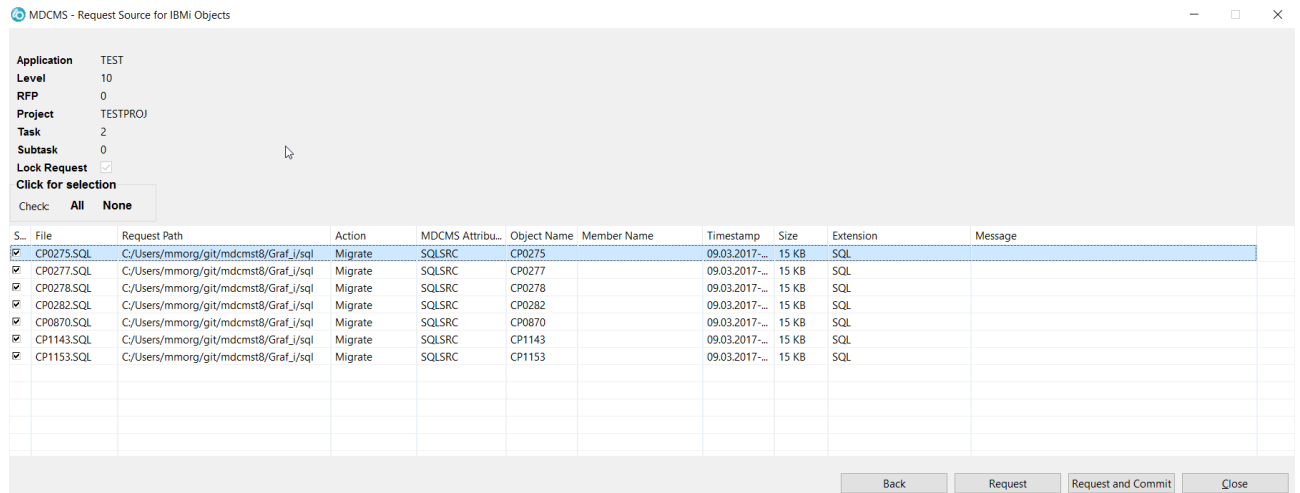 MDCMS - Request Source for IBMi Objects
Application TEST
Level 10
RFP 0
Project TESTPROJ
Task 2
Subtask 0
Lock Request
Click for selection
Check: All None
S... File Request Path Action MDCMS Attribu... Object Name Member Name Timestamp Size Extension Message
CP0275.SQL C:/Users/mmorg/git/mdcmst8/Graf_i/sql Migrate SQLSRC CP0275 09.03.2017-... 15 KB SQL
CP0277.SQL C:/Users/mmorg/git/mdcmst8/Graf_i/sql Migrate SQLSRC CP0277 09.03.2017-... 15 KB SQL
CP0278.SQL C:/Users/mmorg/git/mdcmst8/Graf_i/sql Migrate SQLSRC CP0278 09.03.2017-... 15 KB SQL
CP0282.SQL C:/Users/mmorg/git/mdcmst8/Graf_i/sql Migrate SQLSRC CP0282 09.03.2017-... 15 KB SQL
CP0870.SQL C:/Users/mmorg/git/mdcmst8/Graf_i/sql Migrate SQLSRC CP0870 09.03.2017-... 15 KB SQL
CP1143.SQL C:/Users/mmorg/git/mdcmst8/Graf_i/sql Migrate SQLSRC CP1143 09.03.2017-... 15 KB SQL
CP1153.SQL C:/Users/mmorg/git/mdcmst8/Graf_i/sql Migrate SQLSRC CP1153 09.03.2017-... 15 KB SQL
Back Request Request and Commit Close